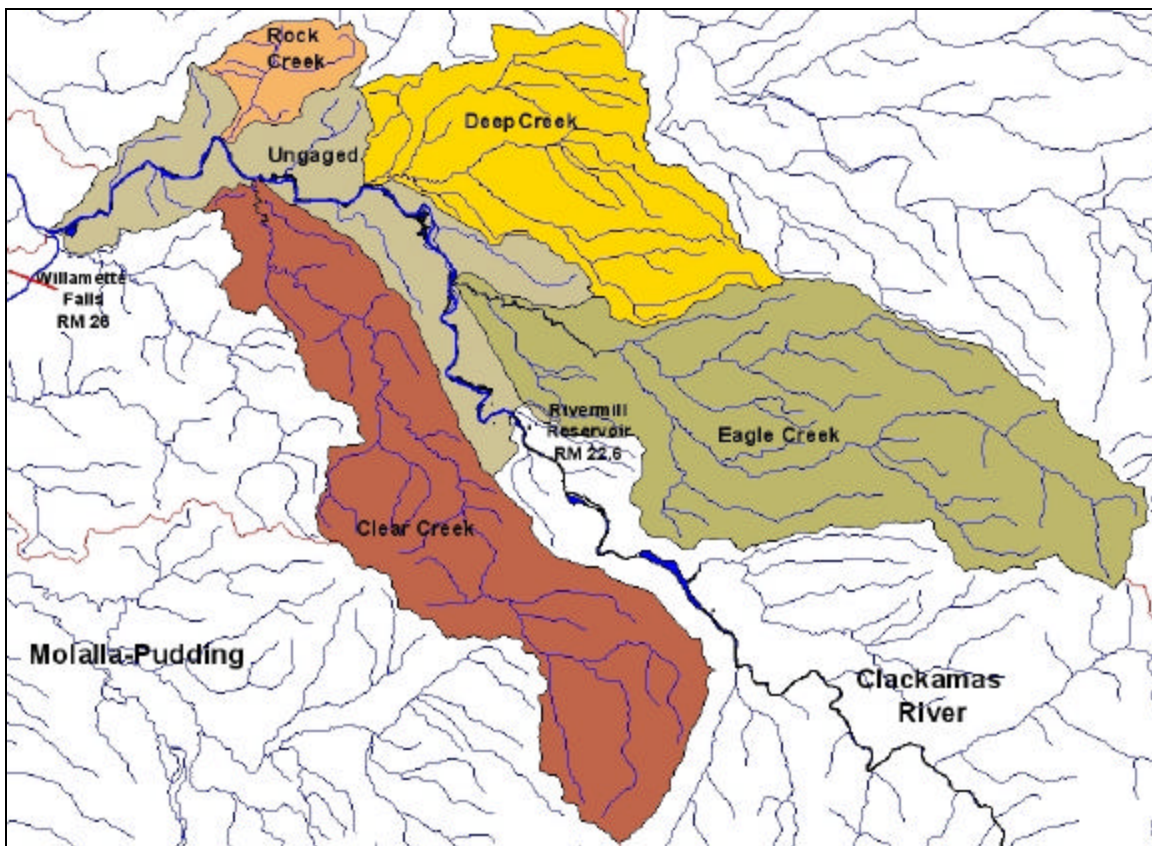 Rock
Creek
Deep Creek
Ungaged
Willamette
Falls
RM 26
Rivermill
Reservoir
RM 22.6
Eagle Creek
Clear Creek
Molalla-Pudding
Clackamas
River